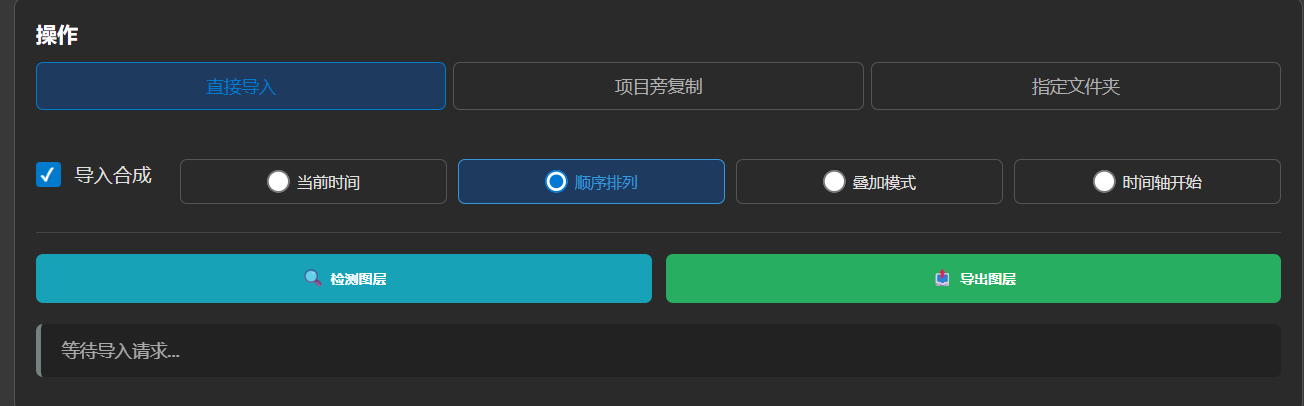 操作
直接导入 项目旁复制 指定文件夹
导入合成 当前时间 顺序排列 叠加模式 时间轴开始
检测图层 导出图层
等待导入请求...